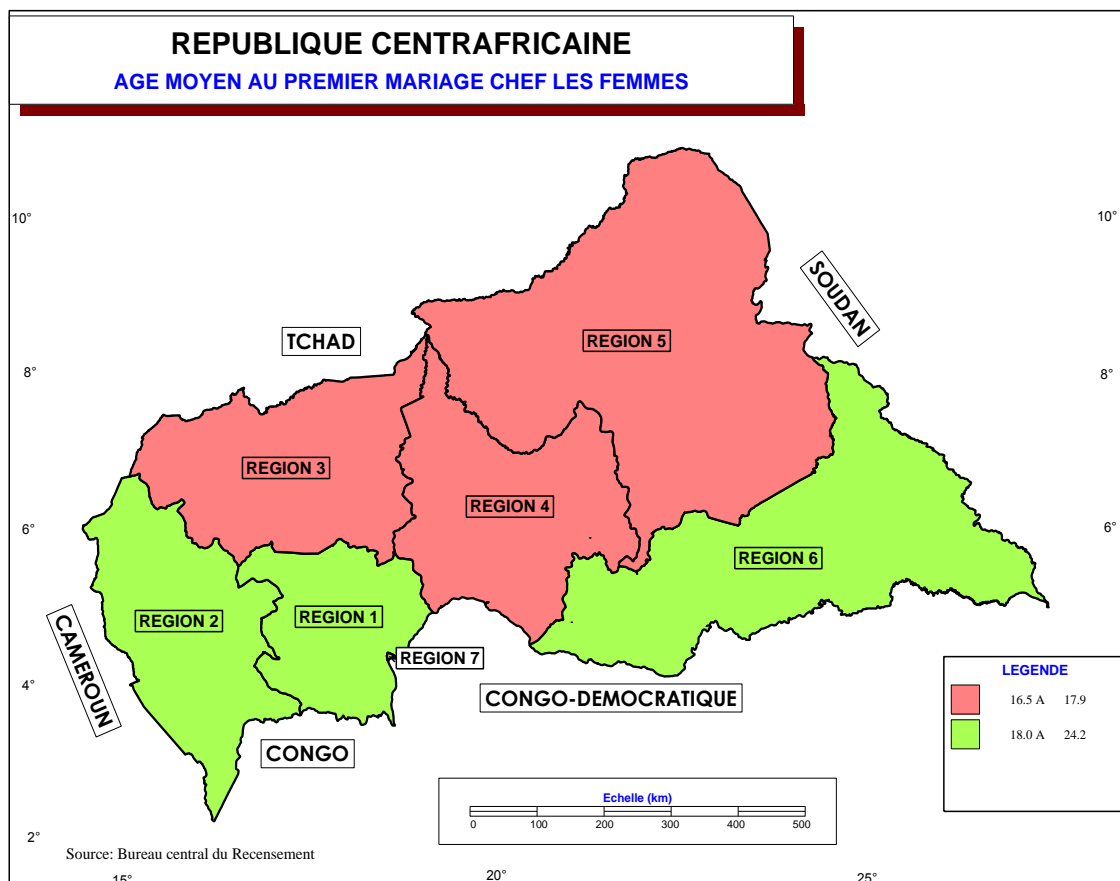 REPUBLIQUE CENTRAFRICAINE
AGE MOYEN AU PREMIER MARIAGE CHEF LES FEMMES
10°
10°
SOUDAN
TCHAD
REGION 5
8°
8°
REGION 3
REGION 4
6°
6°
REGION 6
REGION 2
REGION 1
CAMEROUN
REGION 7
4°
CONGO-DEMOCRATIQUE
CONGO
LEGENDE
16.5 A 17.9
18.0 A 24.2
Echelle (km)
0 100 200 300 400 500
2°
Source: Bureau central du Recensement
15°
20°
25°